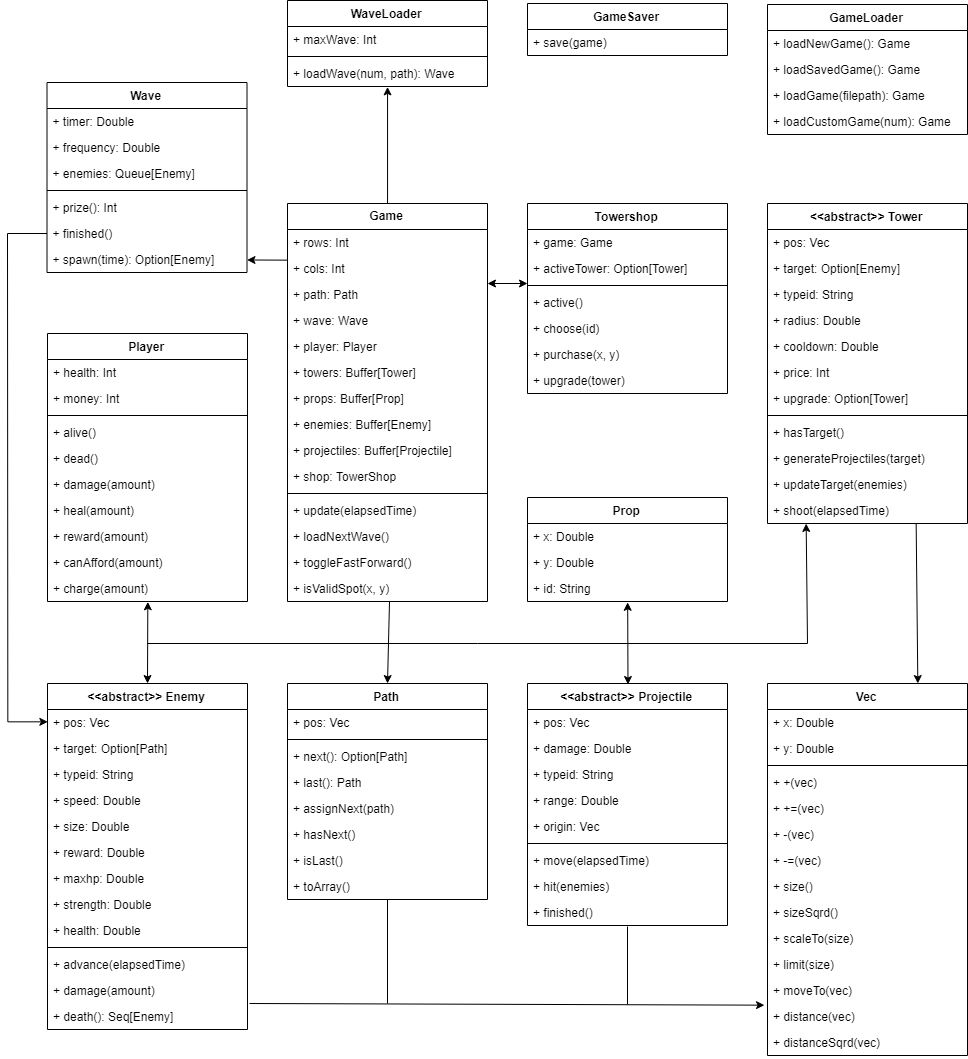 WaveLoader
+ maxWave: Int
+ loadWave(num, path): Wave
GameSaver
+ save(game)
GameLoader
+ loadNewGame(): Game
+ loadSavedGame(): Game
+ loadGame(filepath): Game
+ loadCustomGame(num): Game
Wave
+ timer: Double
+ frequency: Double
+ enemies: Queue[Enemy]
+ prize(): Int
+ finished()
+ spawn(time): Option[Enemy]
Game
+ rows: Int
+ cols: Int
+ path: Path
+ wave: Wave
+ player: Player
+ towers: Buffer[Tower]
+ props: Buffer[Prop]
+ enemies: Buffer[Enemy]
+ projectiles: Buffer[Projectile]
+ shop: TowerShop
+ update(elapsedTime)
+ loadNextWave()
+ toggleFastForward()
+ isValidSpot(x, y)
Towershop
+ game: Game
+ activeTower: Option[Tower]
+ active()
+ choose(id)
+ purchase(x, y)
+ upgrade(tower)
<<abstract>> Tower
+ pos: Vec
+ target: Option[Enemy]
+ typeid: String
+ radius: Double
+ cooldown: Double
+ price: Int
+ upgrade: Option[Tower]
+ hasTarget()
+ generateProjectiles(target)
+ updateTarget(enemies)
+ shoot(elapsedTime)
Player
+ health: Int
+ money: Int
+ alive()
+ dead()
+ damage(amount)
+ heal(amount)
+ reward(amount)
+ canAfford(amount)
+ charge(amount)
Prop
+ x: Double
+ y: Double
+ id: String
<<abstract>> Enemy
+ pos: Vec
+ target: Option[Path]
+ typeid: String
+ speed: Double
+ size: Double
+ reward: Double
+ maxhp: Double
+ strength: Double
+ health: Double
+ advance(elapsedTime)
+ damage(amount)
+ death(): Seq[Enemy]
Path
+ pos: Vec
+ next(): Option[Path]
+ last(): Path
+ assignNext(path)
+ hasNext()
+ isLast()
+ toArray()
<<abstract>> Projectile
+ pos: Vec
+ damage: Double
+ typeid: String
+ range: Double
+ origin: Vec
+ move(elapsedTime)
+ hit(enemies)
+ finished()
Vec
+ x: Double
+ y: Double
+ +(vec)
+ +=(vec)
+ -(vec)
+ -=(vec)
+ size()
+ sizeSqrd()
+ scaleTo(size)
+ limit(size)
+ moveTo(vec)
+ distance(vec)
+ distanceSqrd(vec)